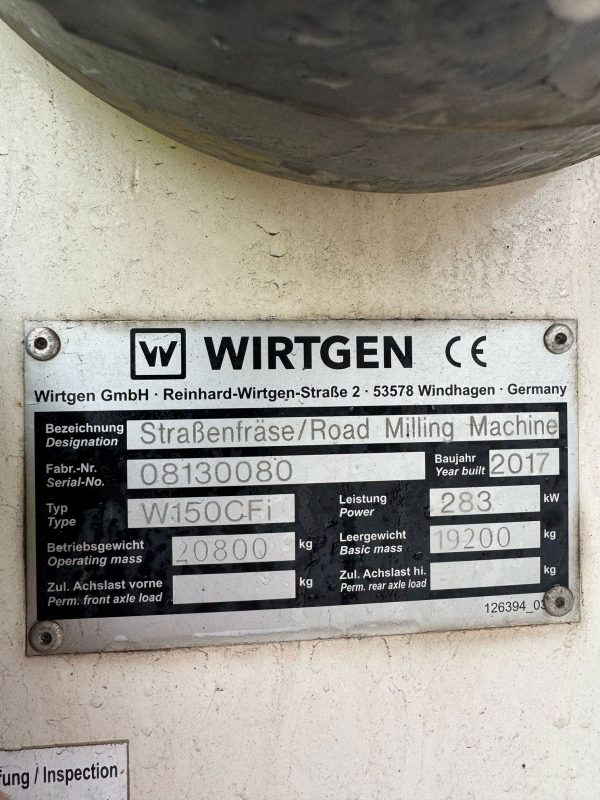 W WIRTGEN CE
Wirtgen GmbH · Reinhard-Wirtgen-Straße 2 · 53578 Windhagen · Germany
Bezeichnung Straßenfräse/Road Milling Machine
Designation
Fabr.-Nr. 08130080 Baujahr 2017
Serial-No. Year built
Typ W150CFi Leistung 283 kW
Type Power
Betriebsgewicht 20800 kg Leergewicht 19200 kg
Operating mass Basic mass
Zul. Achslast vorne kg Zul. Achslast hi. kg
Perm. front axle load Perm. rear axle load
126394_03
/ Inspection